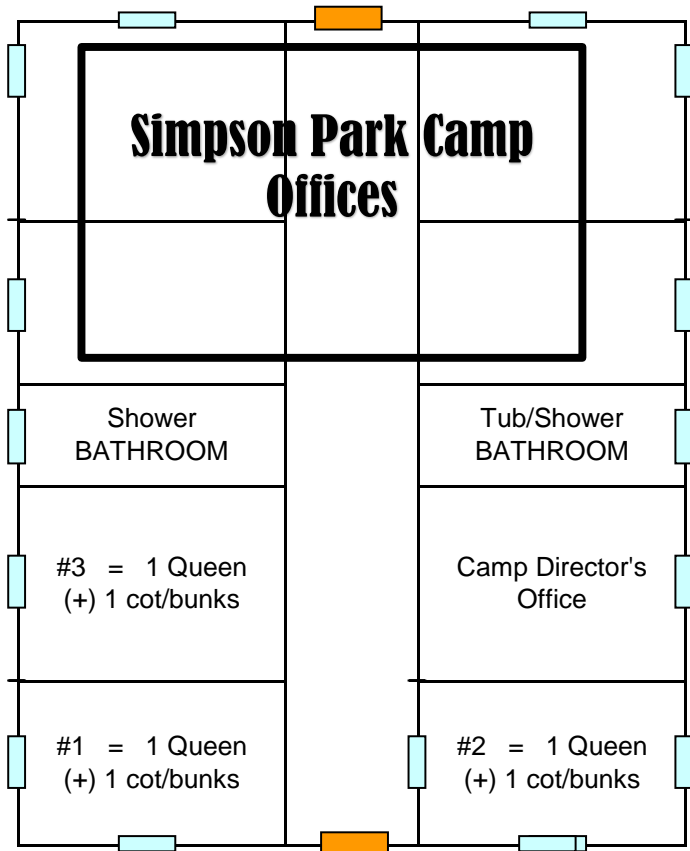 Simpson Park Camp
Offices
Shower
BATHROOM
Tub/Shower
BATHROOM
#3 = 1 Queen
(+) 1 cot/bunks
Camp Director's
Office
#1 = 1 Queen
(+) 1 cot/bunks
#2 = 1 Queen
(+) 1 cot/bunks